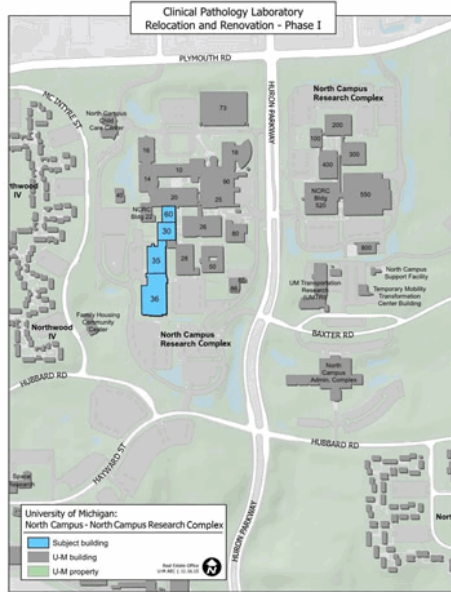 Clinical Pathology Laboratory
Relocation and Renovation - Phase I
PLYMOUTH RD
MC INTYRE ST
HURON PARKWAY
North Campus
Research Complex
73
North Campus
Child
Care Center
200
100
300
400
16
18
10
14
90
NCRC
Bldg
520
550
20
25
NCRC
Bldg 22
60
30
26
80
800
35
28
50
36
UM Transportation
Research
(UMTRI)
North Campus
Support Facility
Temporary Mobility
Transformation
Center Building
Northwood
IV
Family Housing
Community
Center
North Campus
Research Complex
BAXTER RD
North
Campus
Admin. Complex
HUBBARD RD
HUBBARD RD
HAYWARD ST
Space
Research
HURON PARKWAY
University of Michigan:
North Campus - North Campus Research Complex
Subject building
U-M building
U-M property
Real Estate Office
N